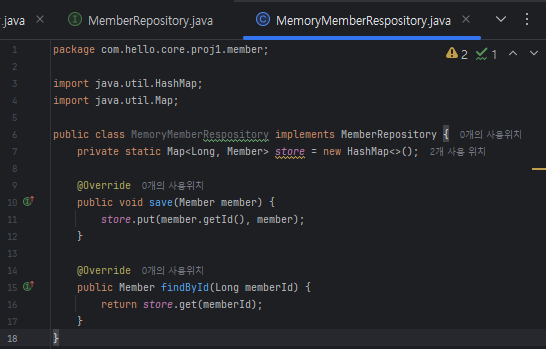 r.java MemberRepository.java MemoryMemberRespository.java
1 package com.hello.core.proj1.member; 2 1
2
3 import java.util.HashMap;
4 import java.util.Map;
5
6 public class MemoryMemberRespository implements MemberRepository { 0개의 사용위치
7 private static Map<Long, Member> store = new HashMap<>(); 2개 사용 위치
8
9 @Override 0개의 사용위치
10 public void save(Member member) {
11 store.put(member.getId(), member);
12 }
13
14 @Override 0개의 사용위치
15 public Member findById(Long memberId) {
16 return store.get(memberId);
17 }
18 }